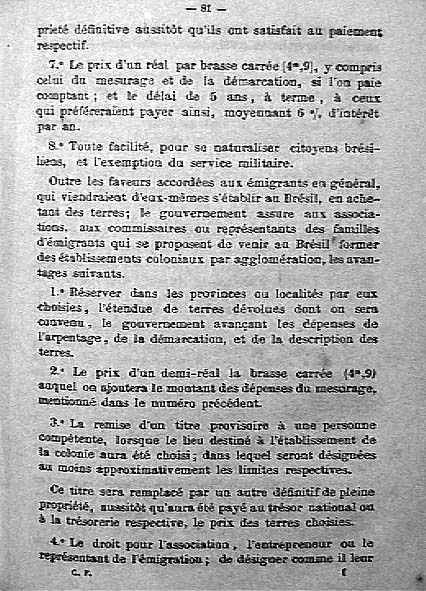 — 81 —
prieté définitive aussitôt qu'ils ont satisfait au paiement
respectif.
7.° Le prix d'un réal par brasse carrée (4m,9), y compris
celui du mesurage et de la démarcation, si l'on paie
comptant; et le délai de 5 ans, à terme, à ceux
qui préféreraient payer ainsi, moyennant 6 % d'intérêt
par an.
8.° Toute facilité, pour se naturaliser citoyens brési-
liens, et l'exemption du service militaire.
Outre les faveurs accordées aux émigrants en général,
qui viendraient d'eux-mêmes s'établir au Brésil, en ache-
tant des terres; le gouvernement assure aux associa-
tions, aux commissaires ou représentants des familles
d'émigrants qui se proposent de venir au Brésil former
des établissements coloniaux par agglomération, les avan-
tages suivants.
1.° Réserver dans les provinces ou localités par eux
choisies, l'étendue de terres dévolues dont on sera
convenu, le gouvernement avançant les dépenses de
l'arpentage, de la démarcation, et de la description des
terres.
2.° Le prix d'un demi-réal la brasse carrée (4m,9)
auquel on ajoutera le montant des dépenses du mesurage,
mentionné dans le numéro précédent.
3.° La remise d'un titre provisoire à une personne
compétente, lorsque le lieu destiné à l'établissement de
la colonie aura été choisi; dans lequel seront désignées
au moins approximativement les limites respectives.
Ce titre sera remplacé par un autre définitif de pleine
propriété, aussitôt qu'aura été payé au trésor national ou
à la trésorerie respective, le prix des terres choisies.
4.° Le droit pour l'association, l'entrepreneur ou le
représentant de l'émigration; de désigner comme il leur
C. F. f